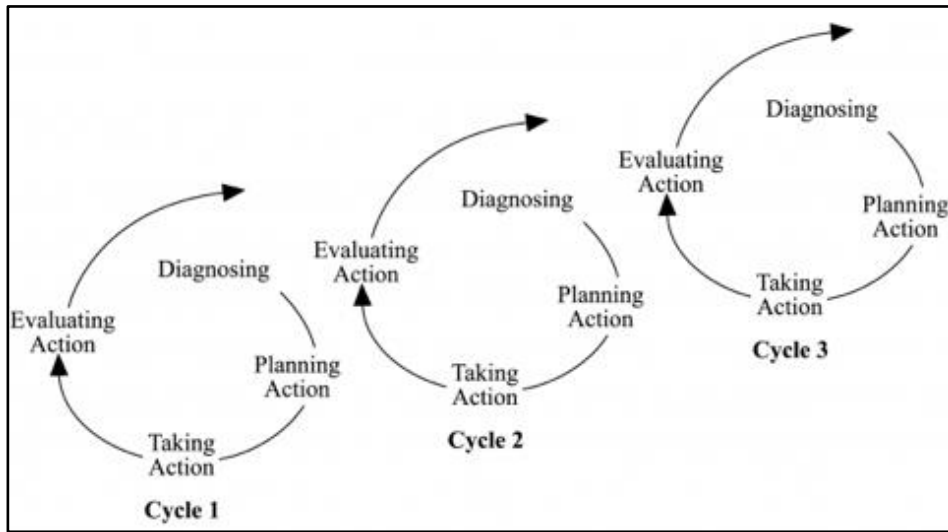 Diagnosing
Planning
Action
Taking
Action
Evaluating
Action
Cycle 1
Diagnosing
Planning
Action
Taking
Action
Evaluating
Action
Cycle 2
Diagnosing
Planning
Action
Taking
Action
Evaluating
Action
Cycle 3